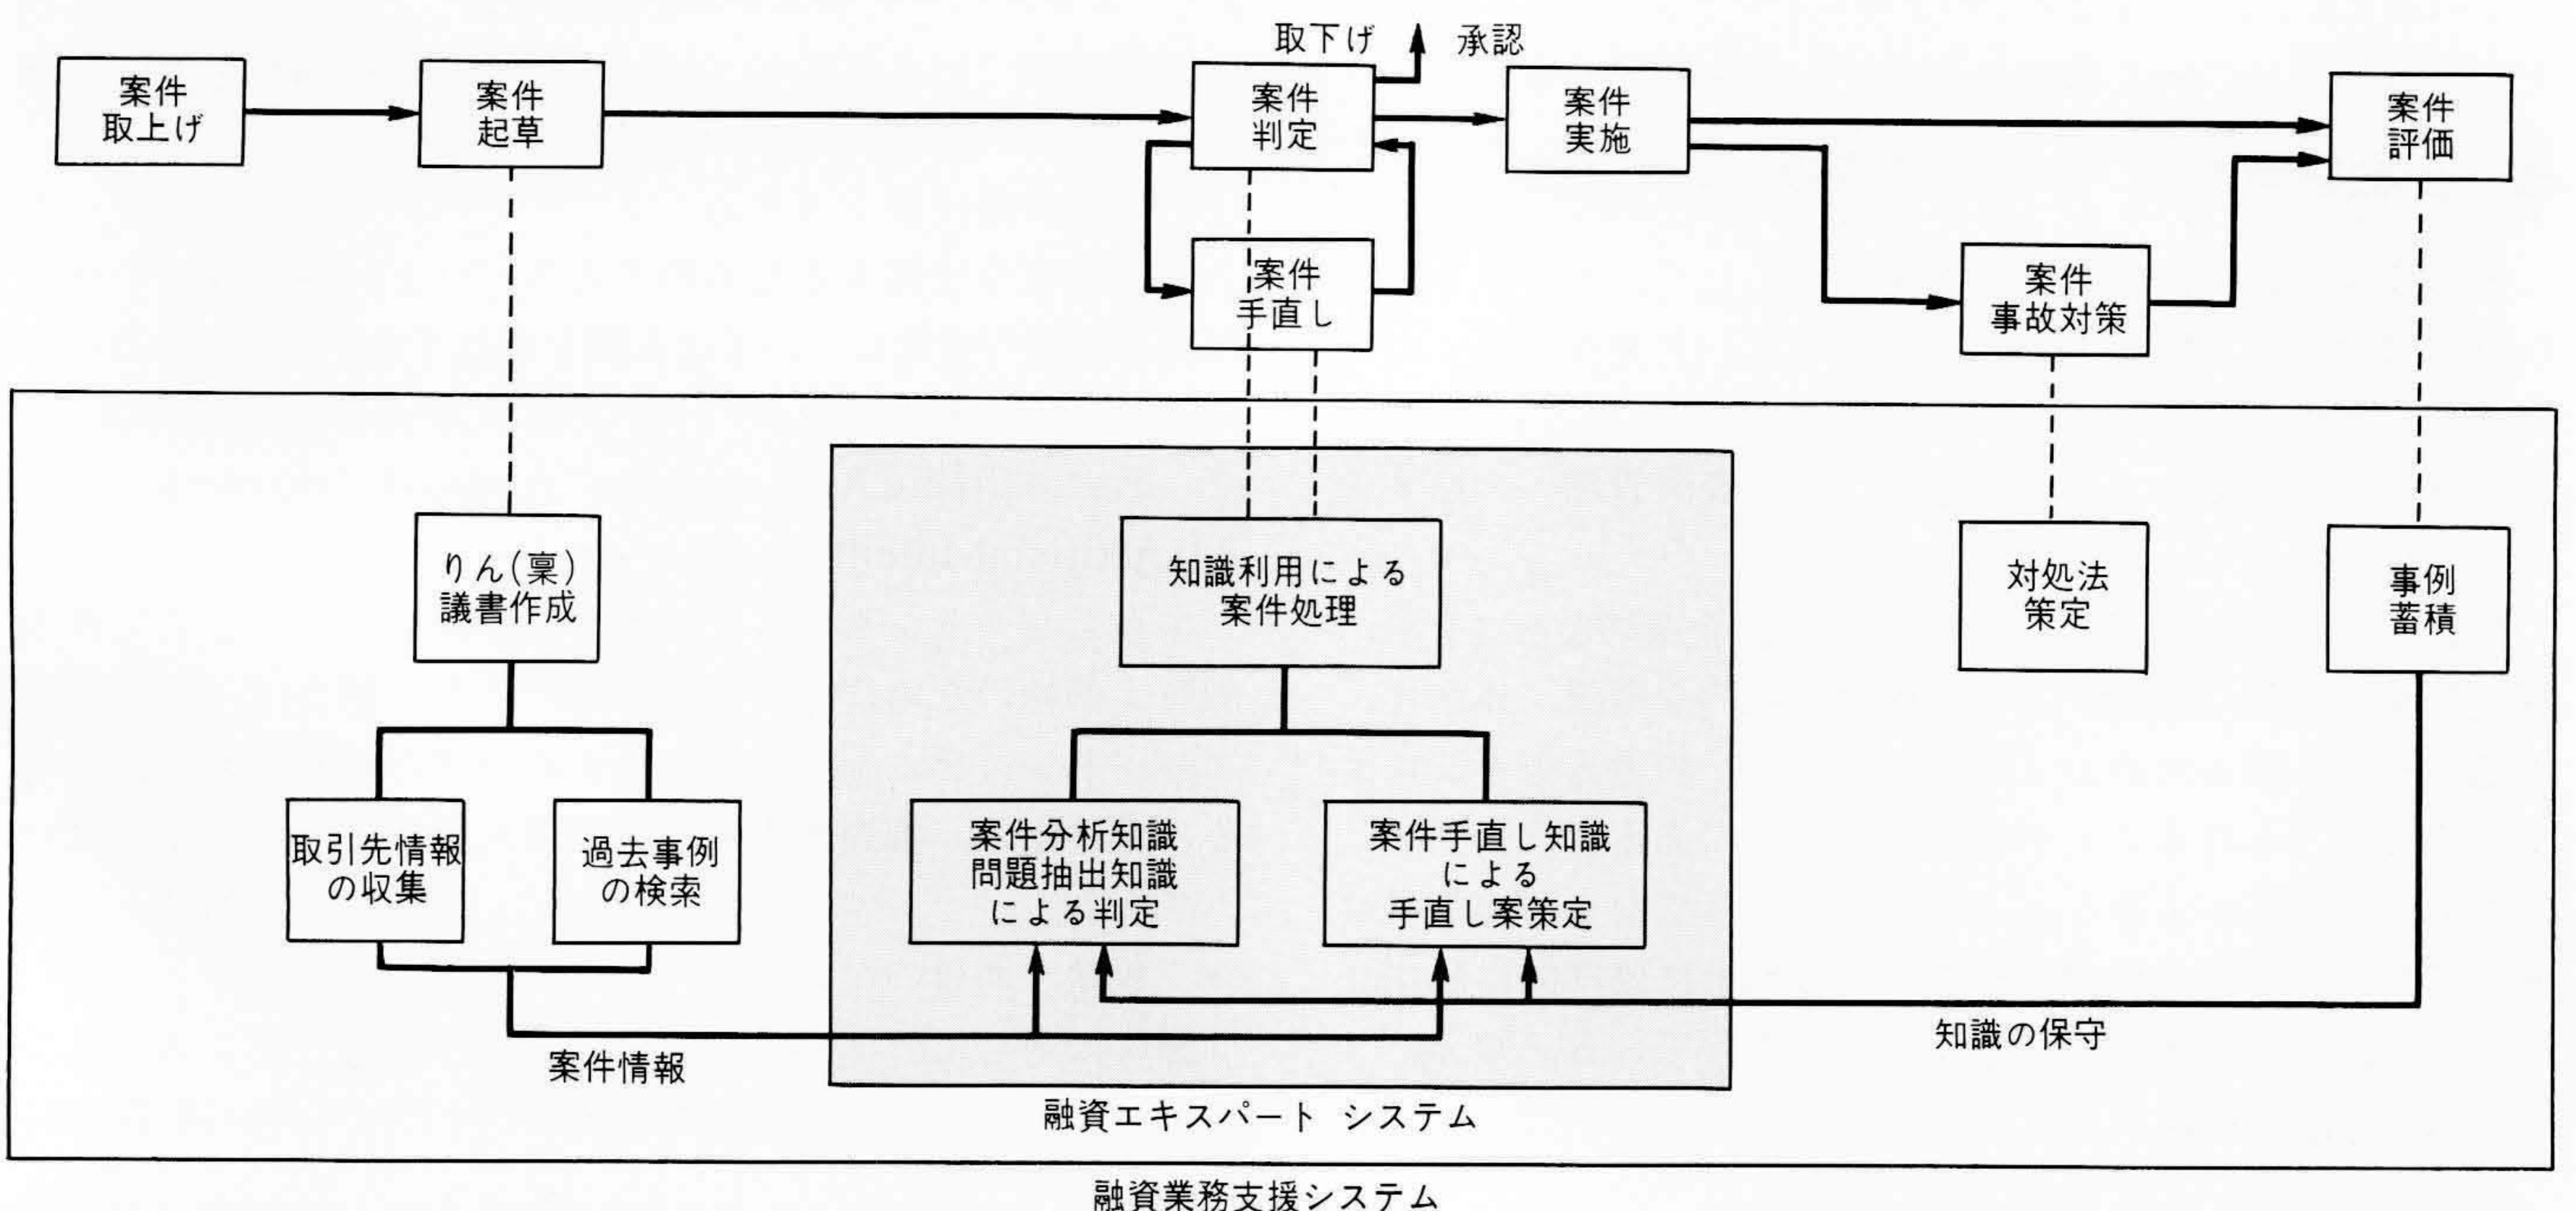 取下げ
承認
案件
取上げ
案件
起草
案件
判定
案件
実施
案件
評価
案件
手直し
案件
事故対策
りん(稟)
議書作成
知識利用による
案件処理
対処法
策定
事例
蓄積
取引先情報
の収集
過去事例
の検索
案件分析知識
問題抽出知識
による判定
案件手直し知識
による
手直し案策定
案件情報
知識の保守
融資エキスパート システム
融資業務支援システム